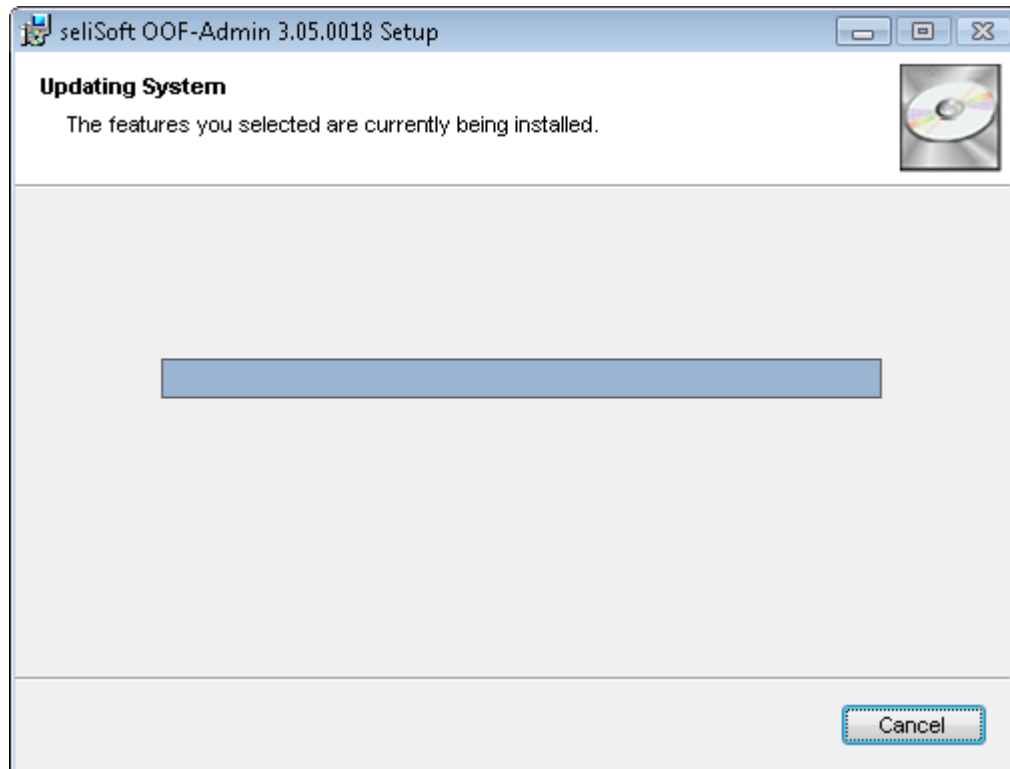 seliSoft OOF-Admin 3.05.0018 Setup
Updating System
The features you selected are currently being installed.
Cancel